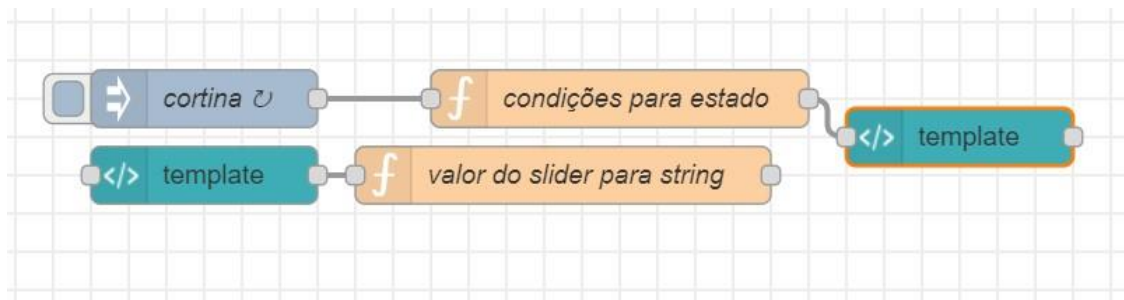 cortina ↻
condições para estado
</> template
</> template
valor do slider para string